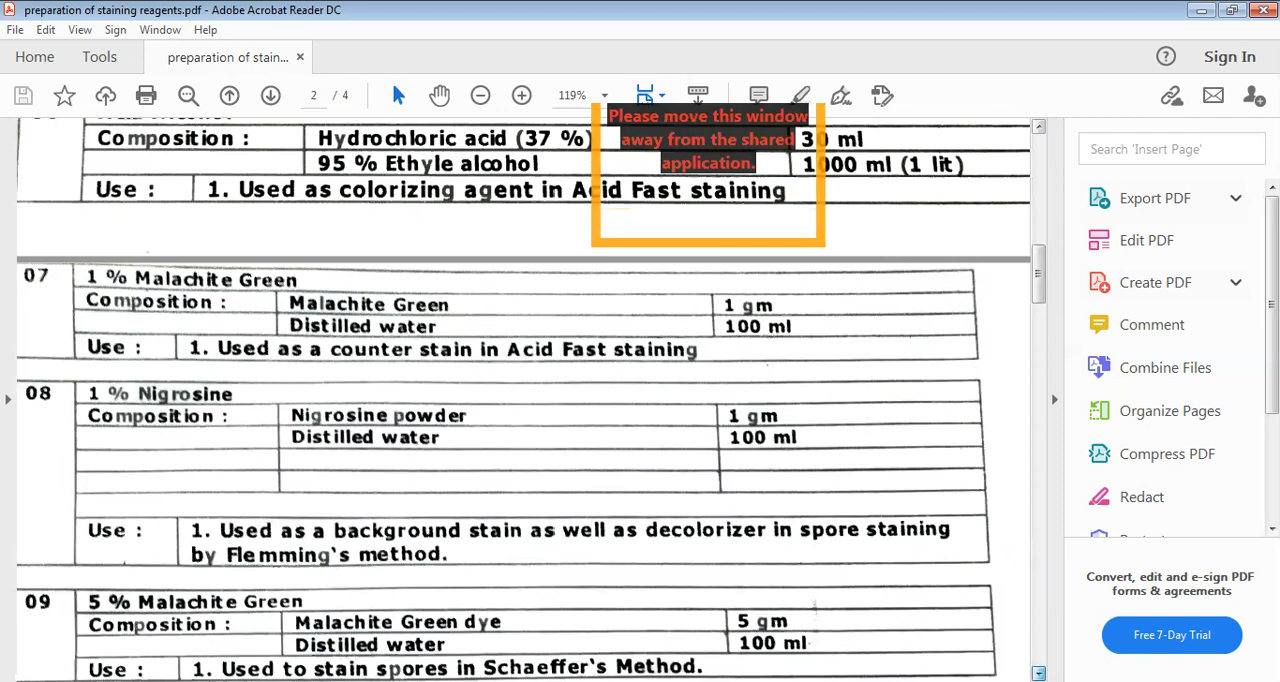 preparation of staining reagents.pdf - Adobe Acrobat Reader DC
File Edit View Sign Window Help
Home Tools preparation of stain... × Sign In
2 / 4 119%
Please move this window
away from the shared
application.
Composition : Hydrochloric acid (37 %) 30 ml
95 % Ethyle alcohol 1000 ml (1 lit)
Use : 1. Used as colorizing agent in Acid Fast staining
07 1 % Malachite Green
Composition : Malachite Green 1 gm
Distilled water 100 ml
Use : 1. Used as a counter stain in Acid Fast staining
08 1 % Nigrosine
Composition : Nigrosine powder 1 gm
Distilled water 100 ml
Use : 1. Used as a background stain as well as decolorizer in spore staining
by Flemming's method.
09 5 % Malachite Green
Composition : Malachite Green dye 5 gm
Distilled water 100 ml
Use : 1. Used to stain spores in Schaeffer's Method.
Search 'Insert Page'
Export PDF
Edit PDF
Create PDF
Comment
Combine Files
Organize Pages
Compress PDF
Redact
Convert, edit and e-sign PDF
forms & agreements
Free 7-Day Trial